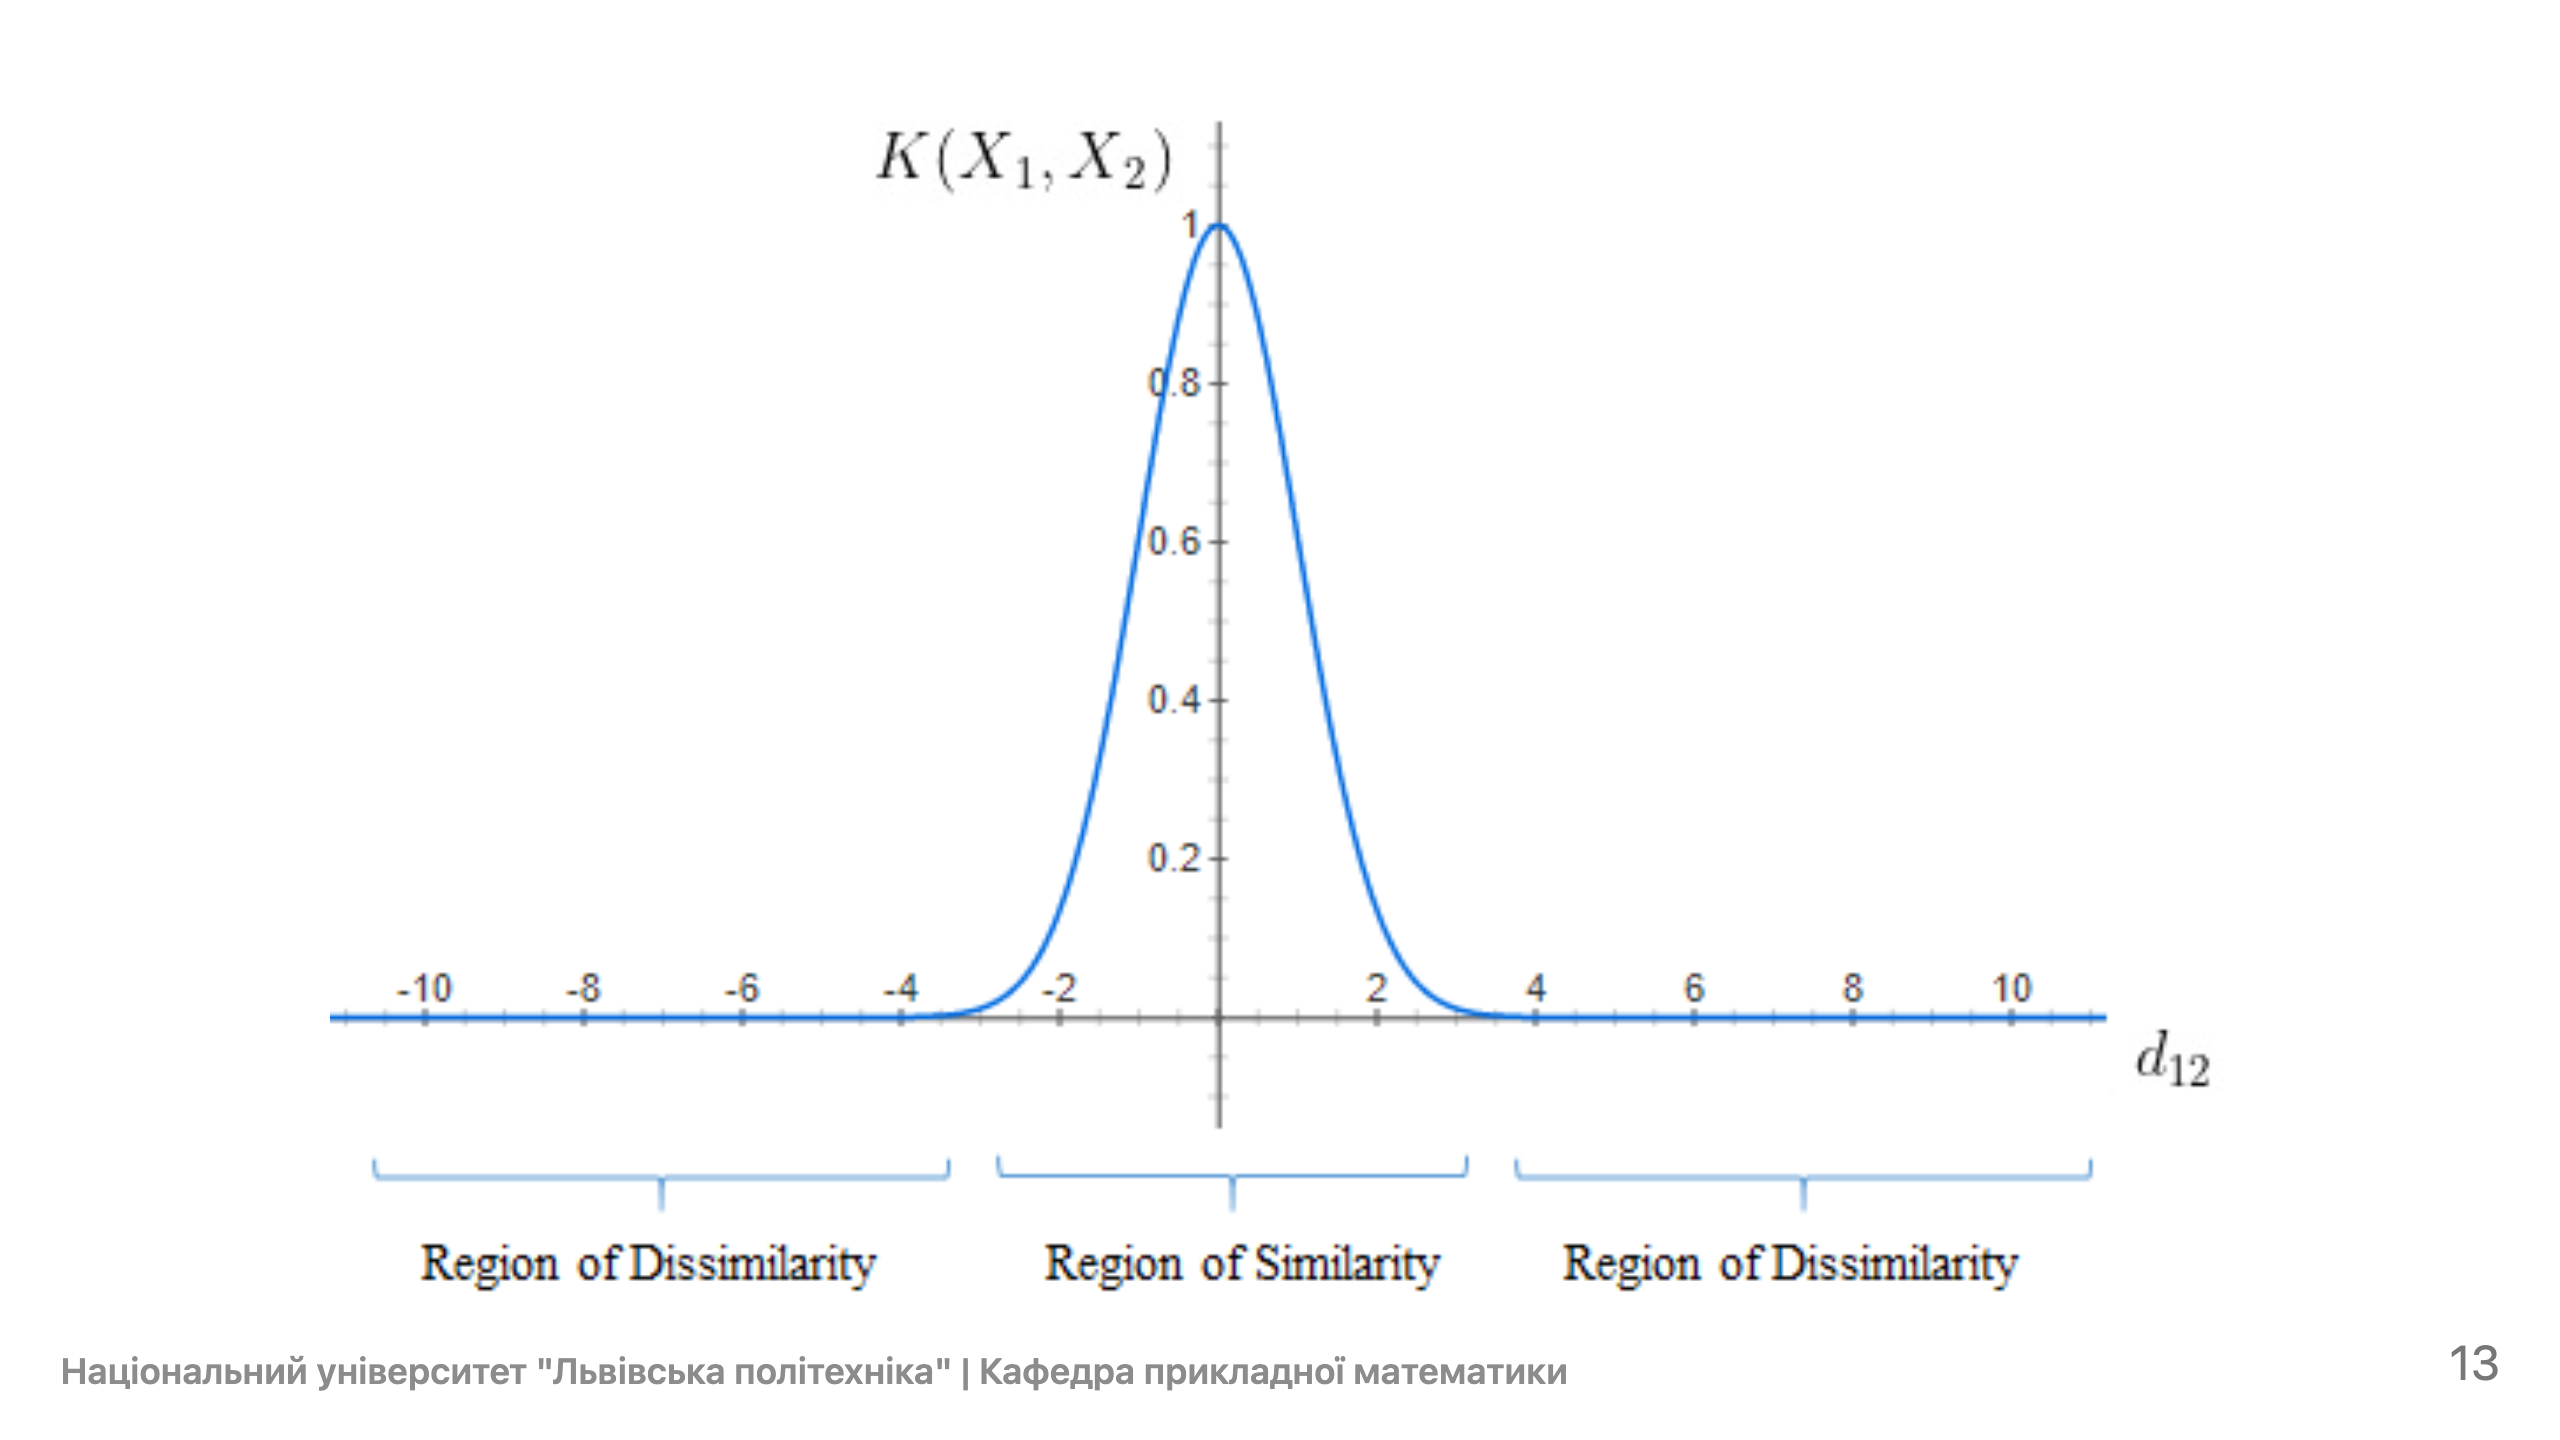 K(X₁, X₂)
1
0.8
0.6
0.4
0.2
-10 -8 -6 -4 -2 2 4 6 8 10
d₁₂
Region of Dissimilarity Region of Similarity Region of Dissimilarity
Національний університет "Львівська політехніка" | Кафедра прикладної математики 13